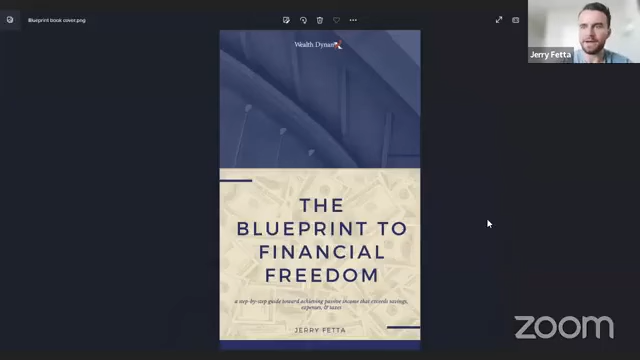 Blueprint book cover.png
Jerry Fetta
Wealth Dynam
THE
BLUEPRINT TO
FINANCIAL
FREEDOM
a step-by-step guide toward achieving passive income that exceeds savings,
expenses, & taxes
JERRY FETTA
zoom